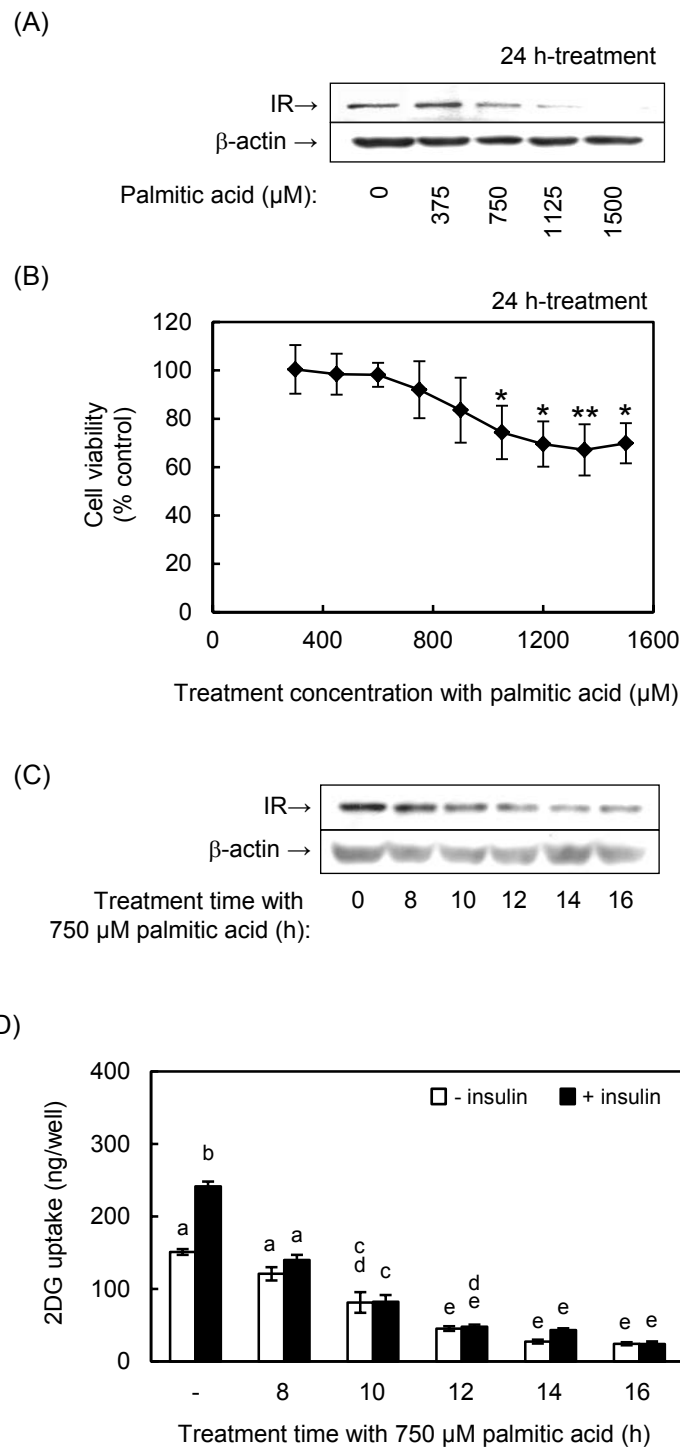 (A)
24 h-treatment
IR→
β-actin →
Palmitic acid (μM):
0 375 750 1125 1500
(B)
24 h-treatment
120
100
80
60
40
20
0
Cell viability
(% control)
* * ** *
0 400 800 1200 1600
Treatment concentration with palmitic acid (μM)
(C)
IR→
β-actin →
Treatment time with 0 8 10 12 14 16
750 μM palmitic acid (h):
D)
400
300
200
100
0
2DG uptake (ng/well)
- insulin + insulin
a b a a c d c e d e e e e e
- 8 10 12 14 16
Treatment time with 750 μM palmitic acid (h)